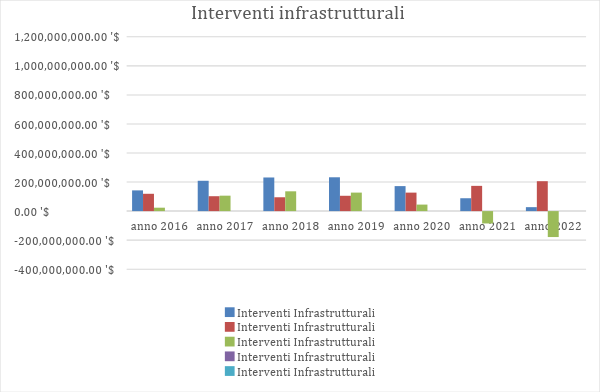 Interventi infrastrutturali
1,200,000,000.00 '$
1,000,000,000.00 '$
800,000,000.00 '$
600,000,000.00 '$
400,000,000.00 '$
200,000,000.00 '$
0.00 '$
anno 2016 anno 2017 anno 2018 anno 2019 anno 2020 anno 2021 anno 2022
-200,000,000.00 '$
-400,000,000.00 '$
Interventi Infrastrutturali
Interventi Infrastrutturali
Interventi Infrastrutturali
Interventi Infrastrutturali
Interventi Infrastrutturali